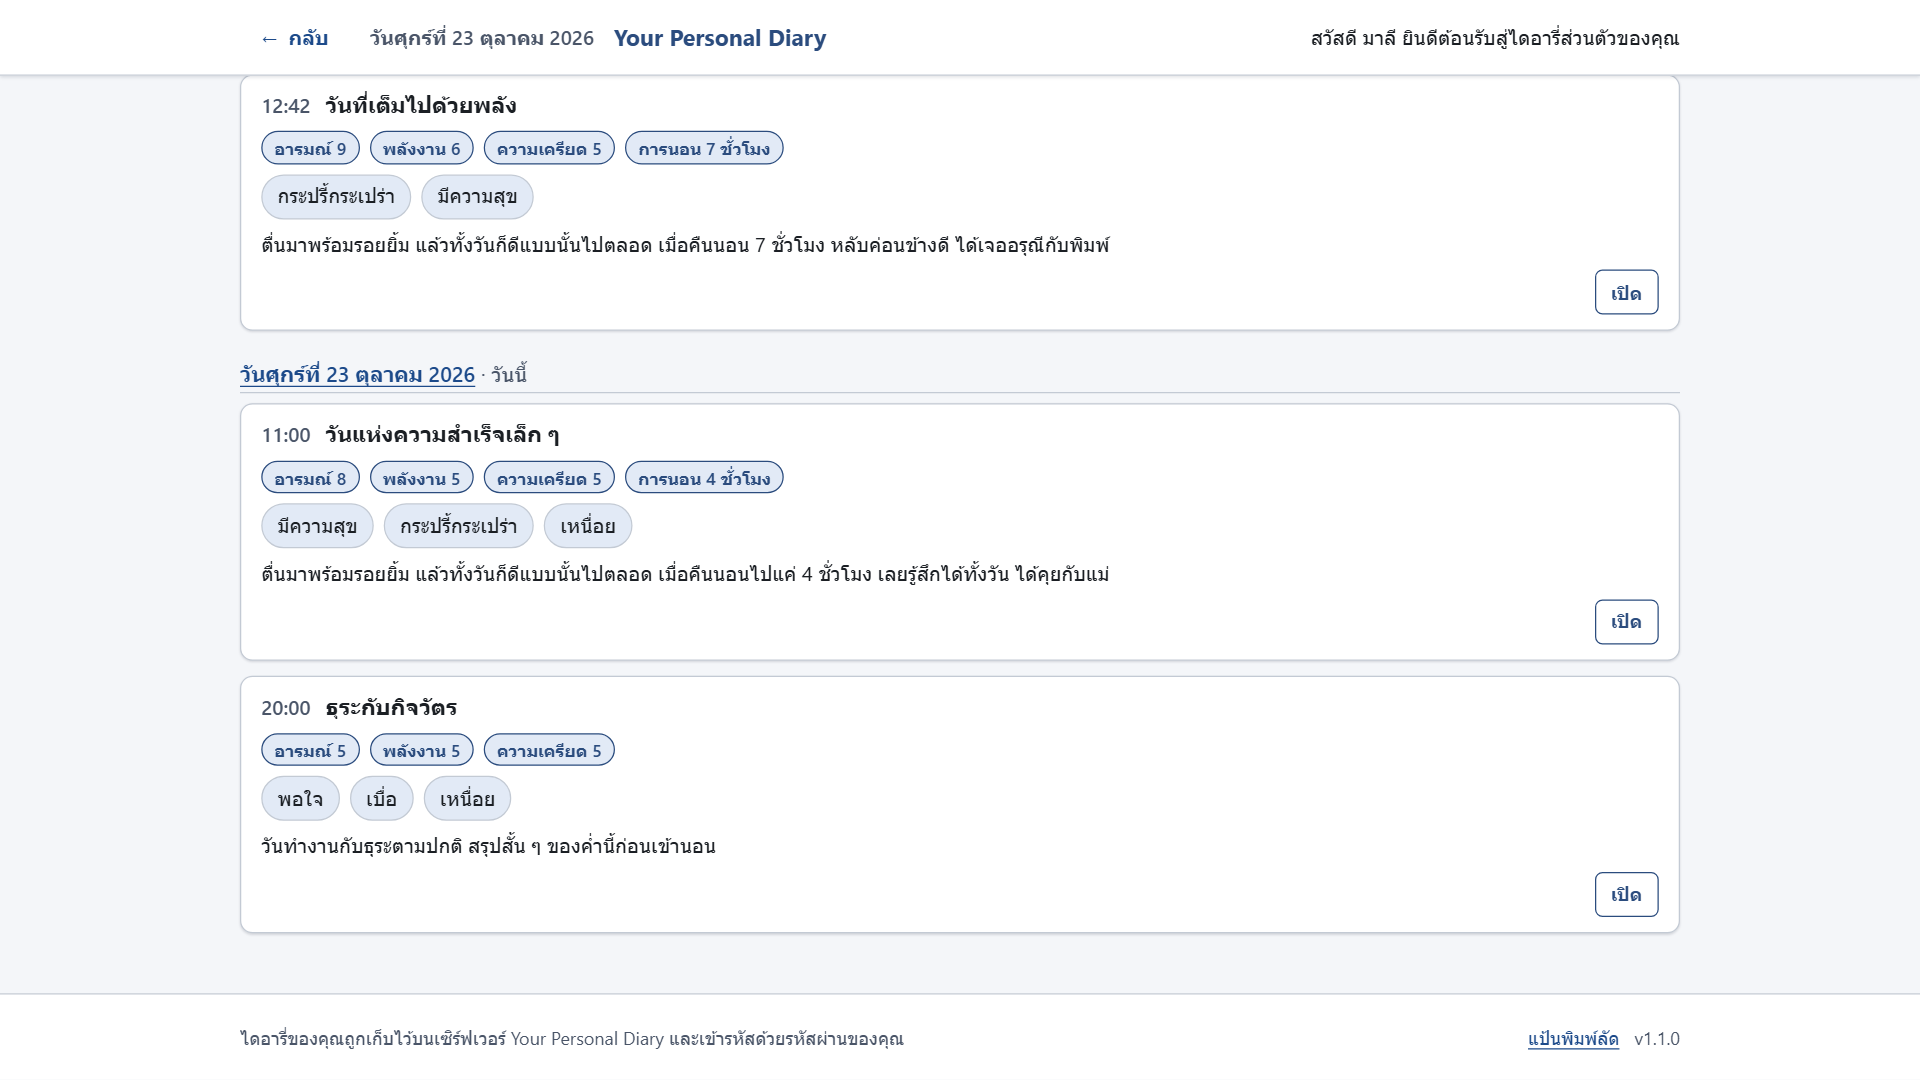 ← กลับ วันศุกร์ที่ 23 ตุลาคม 2026 Your Personal Diary สวัสดี มาลี ยินดีต้อนรับสู่ไดอารี่ส่วนตัวของคุณ
12:42 วันที่เต็มไปด้วยพลัง
อารมณ์ 9 พลังงาน 6 ความเครียด 5 การนอน 7 ชั่วโมง
กระปรี้กระเปร่า มีความสุข
ตื่นมาพร้อมรอยยิ้ม แล้วทั้งวันก็ดีแบบนั้นไปตลอด เมื่อคืนนอน 7 ชั่วโมง หลับค่อนข้างดี ได้เจออรุณีกับพิมพ์
เปิด
วันศุกร์ที่ 23 ตุลาคม 2026 · วันนี้
11:00 วันแห่งความสำเร็จเล็ก ๆ
อารมณ์ 8 พลังงาน 5 ความเครียด 5 การนอน 4 ชั่วโมง
มีความสุข กระปรี้กระเปร่า เหนื่อย
ตื่นมาพร้อมรอยยิ้ม แล้วทั้งวันก็ดีแบบนั้นไปตลอด เมื่อคืนนอนไปแค่ 4 ชั่วโมง เลยรู้สึกได้ทั้งวัน ได้คุยกับแม่
เปิด
20:00 ธุระกับกิจวัตร
อารมณ์ 5 พลังงาน 5 ความเครียด 5
พอใจ เบื่อ เหนื่อย
วันทำงานกับธุระตามปกติ สรุปสั้น ๆ ของค่ำนี้ก่อนเข้านอน
เปิด
ไดอารี่ของคุณถูกเก็บไว้บนเซิร์ฟเวอร์ Your Personal Diary และเข้ารหัสด้วยรหัสผ่านของคุณ แป้นพิมพ์ลัด v1.1.0